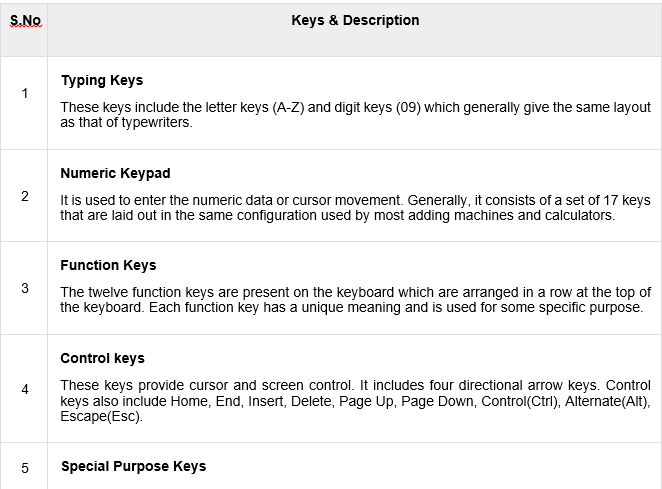 S.No Keys & Description
Typing Keys
1
These keys include the letter keys (A-Z) and digit keys (09) which generally give the same layout
as that of typewriters.
Numeric Keypad
2
It is used to enter the numeric data or cursor movement. Generally, it consists of a set of 17 keys
that are laid out in the same configuration used by most adding machines and calculators.
Function Keys
3
The twelve function keys are present on the keyboard which are arranged in a row at the top of
the keyboard. Each function key has a unique meaning and is used for some specific purpose.
Control keys
4
These keys provide cursor and screen control. It includes four directional arrow keys. Control
keys also include Home, End, Insert, Delete, Page Up, Page Down, Control(Ctrl), Alternate(Alt),
Escape(Esc).
5 Special Purpose Keys